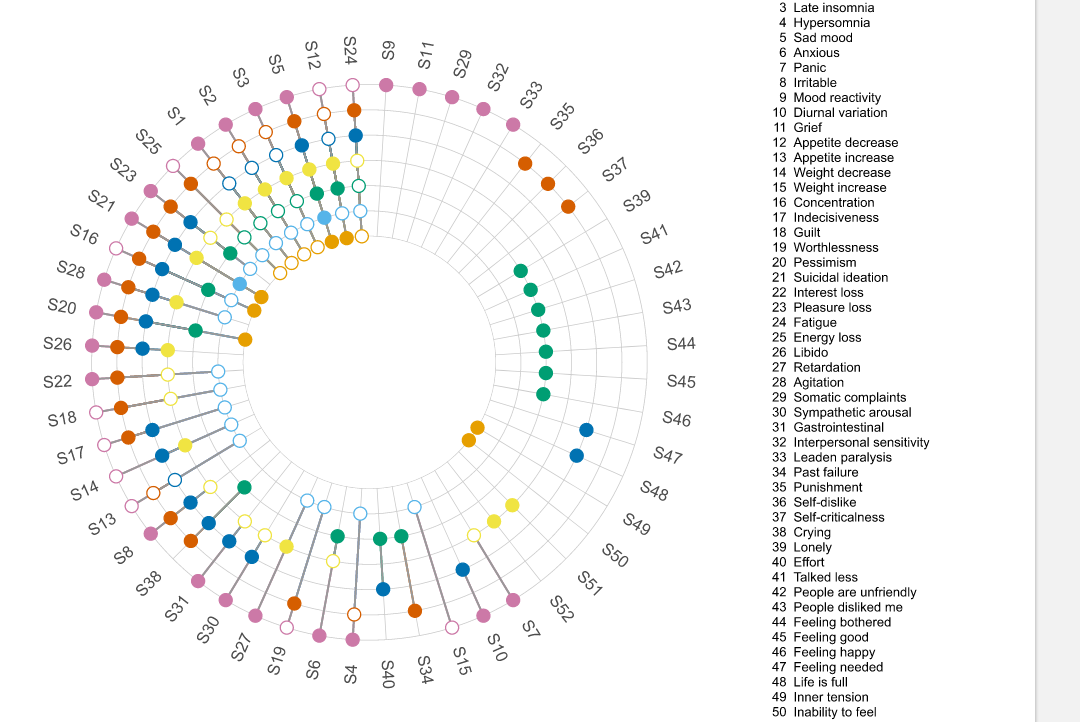 S24
S9
S11
S29
S32
S33
S35
S36
S37
S39
S41
S42
S43
S44
S45
S46
S47
S48
S49
S50
S51
S52
S7
S10
S15
S34
S40
S4
S6
S19
S27
S30
S31
S38
S8
S13
S14
S17
S18
S22
S26
S20
S28
S16
S21
S23
S25
S1
S2
S3
S5
S12
3 Late insomnia
4 Hypersomnia
5 Sad mood
6 Anxious
7 Panic
8 Irritable
9 Mood reactivity
10 Diurnal variation
11 Grief
12 Appetite decrease
13 Appetite increase
14 Weight decrease
15 Weight increase
16 Concentration
17 Indecisiveness
18 Guilt
19 Worthlessness
20 Pessimism
21 Suicidal ideation
22 Interest loss
23 Pleasure loss
24 Fatigue
25 Energy loss
26 Libido
27 Retardation
28 Agitation
29 Somatic complaints
30 Sympathetic arousal
31 Gastrointestinal
32 Interpersonal sensitivity
33 Leaden paralysis
34 Past failure
35 Punishment
36 Self-dislike
37 Self-criticalness
38 Crying
39 Lonely
40 Effort
41 Talked less
42 People are unfriendly
43 People disliked me
44 Feeling bothered
45 Feeling good
46 Feeling happy
47 Feeling needed
48 Life is full
49 Inner tension
50 Inability to feel